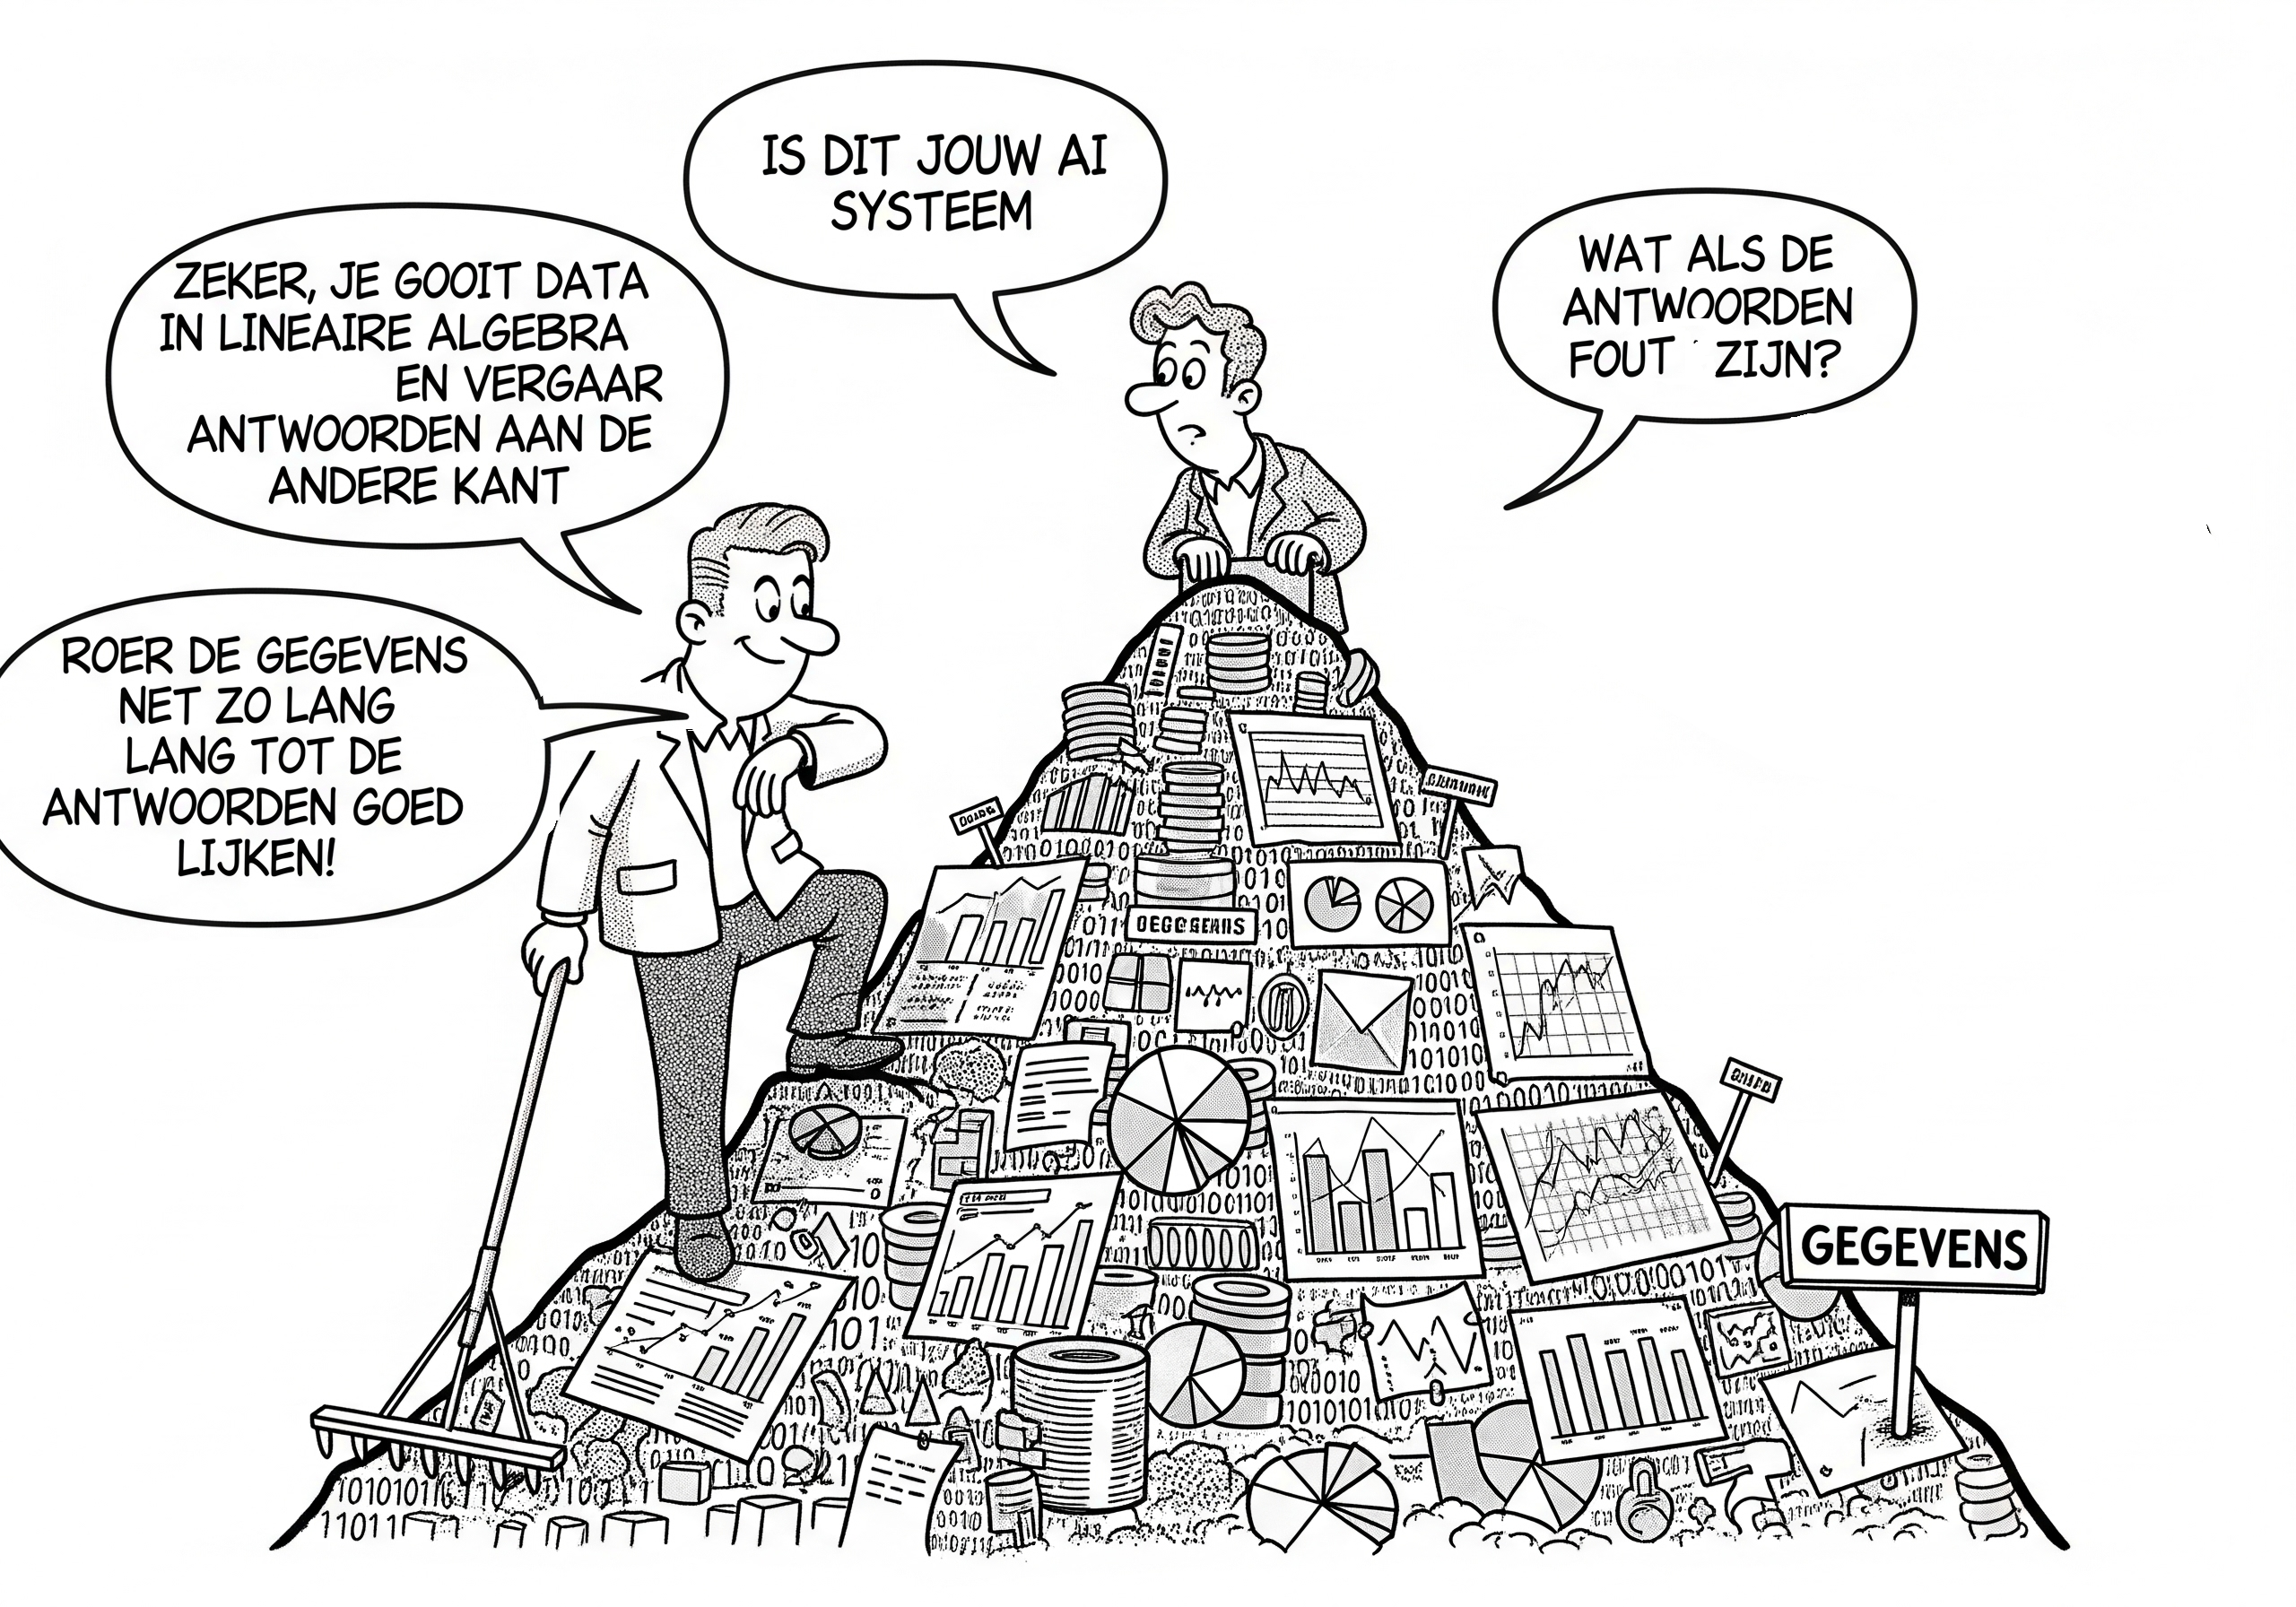 IS DIT JOUW AI
SYSTEEM
ZEKER, JE GOOIT DATA
IN LINEAIRE ALGEBRA
EN VERGAAR
ANTWOORDEN AAN DE
ANDERE KANT
WAT ALS DE
ANTWOORDEN
FOUT ZIJN?
ROER DE GEGEVENS
NET ZO LANG
LANG TOT DE
ANTWOORDEN GOED
LIJKEN!
GEGEVENS